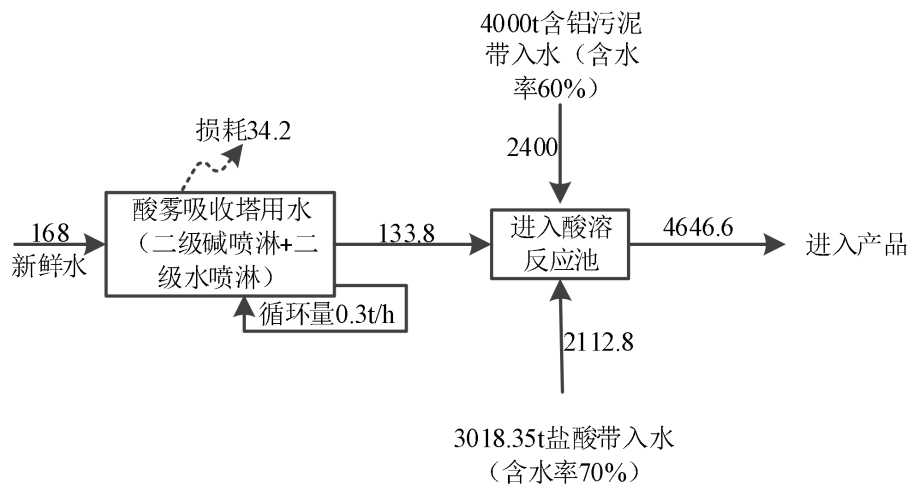 4000t含铝污泥
带入水（含水
率60%）
损耗34.2
2400
168
新鲜水
酸雾吸收塔用水
（二级碱喷淋+二
级水喷淋）
133.8
进入酸溶
反应池
4646.6
进入产品
循环量0.3t/h
2112.8
3018.35t盐酸带入水
（含水率70%）